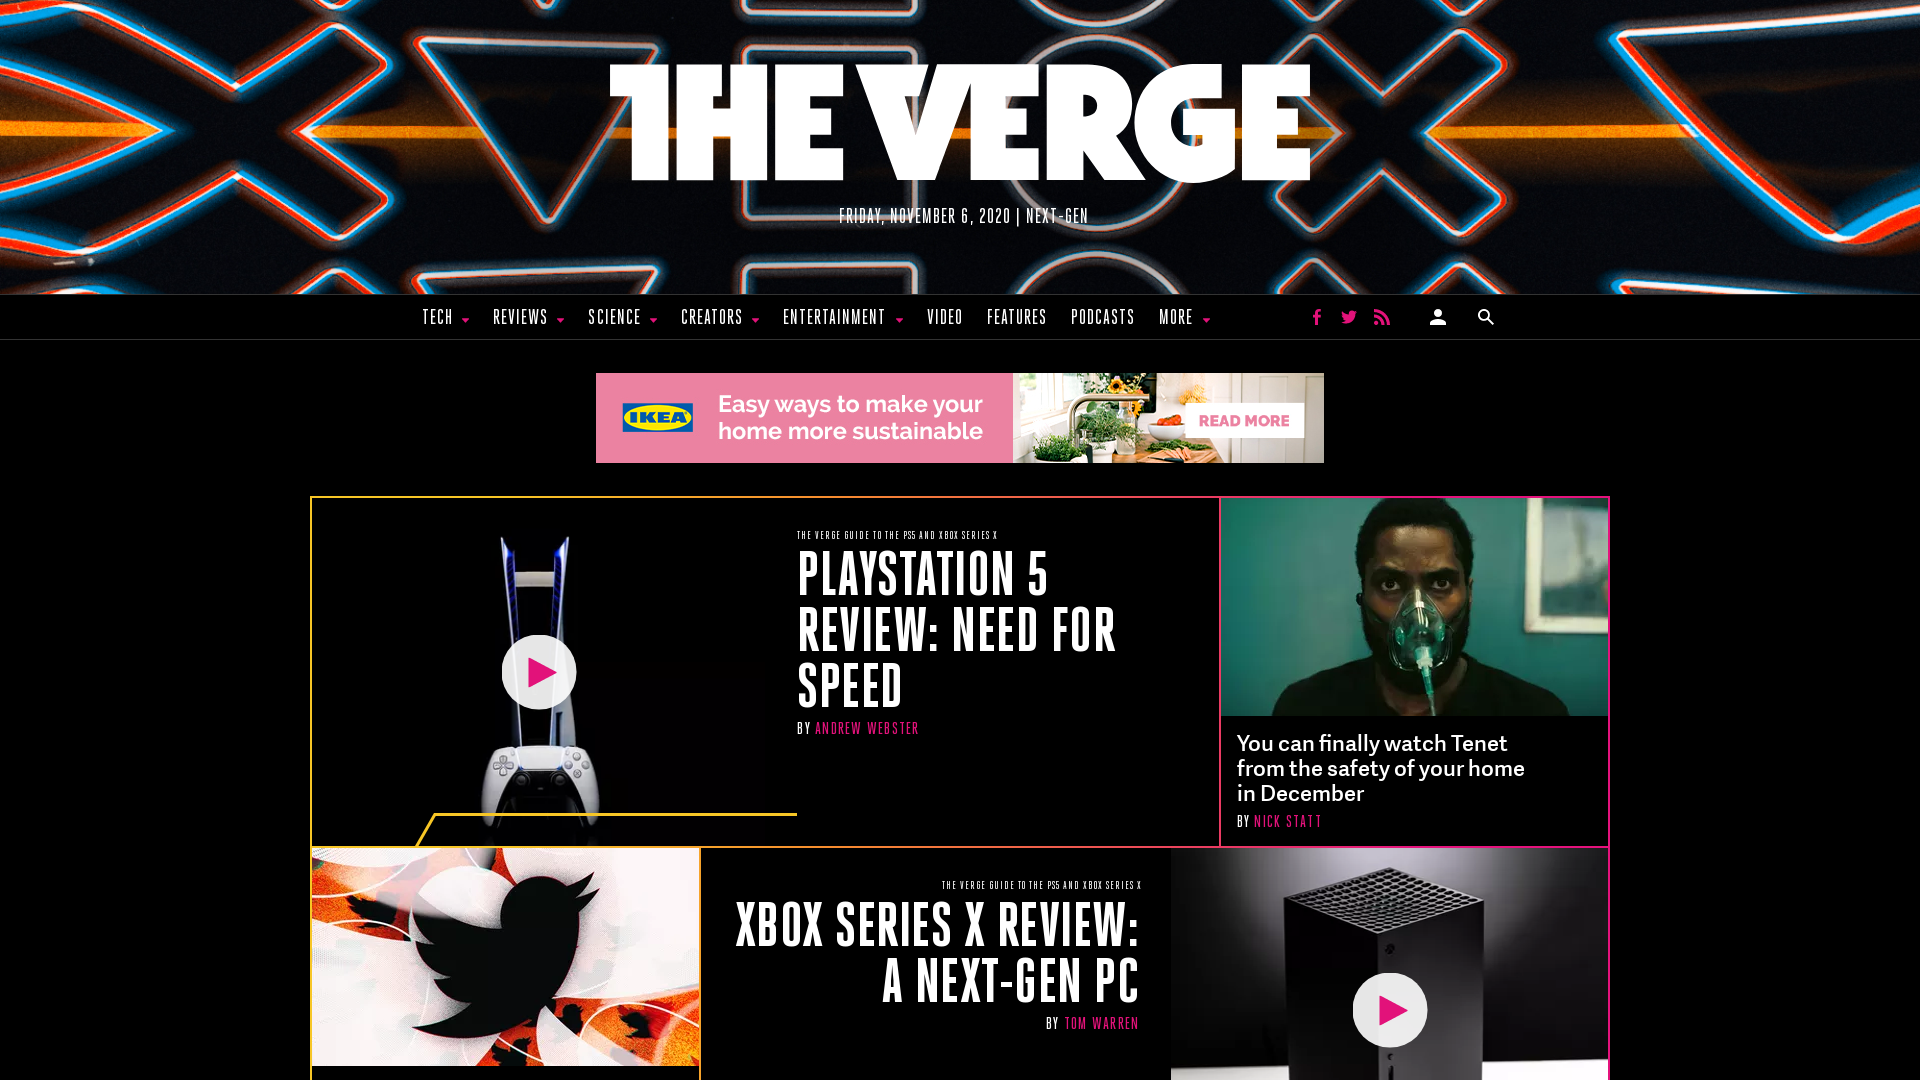 THE VERGE
FRIDAY, NOVEMBER 6, 2020 | NEXT-GEN
TECH REVIEWS SCIENCE CREATORS ENTERTAINMENT VIDEO FEATURES PODCASTS MORE
IKEA
Easy ways to make your
home more sustainable
READ MORE
THE VERGE GUIDE TO THE PS5 AND XBOX SERIES X
PLAYSTATION 5
REVIEW: NEED FOR
SPEED
BY ANDREW WEBSTER
You can finally watch Tenet
from the safety of your home
in December
BY NICK STATT
THE VERGE GUIDE TO THE PS5 AND XBOX SERIES X
XBOX SERIES X REVIEW:
A NEXT-GEN PC
BY TOM WARREN